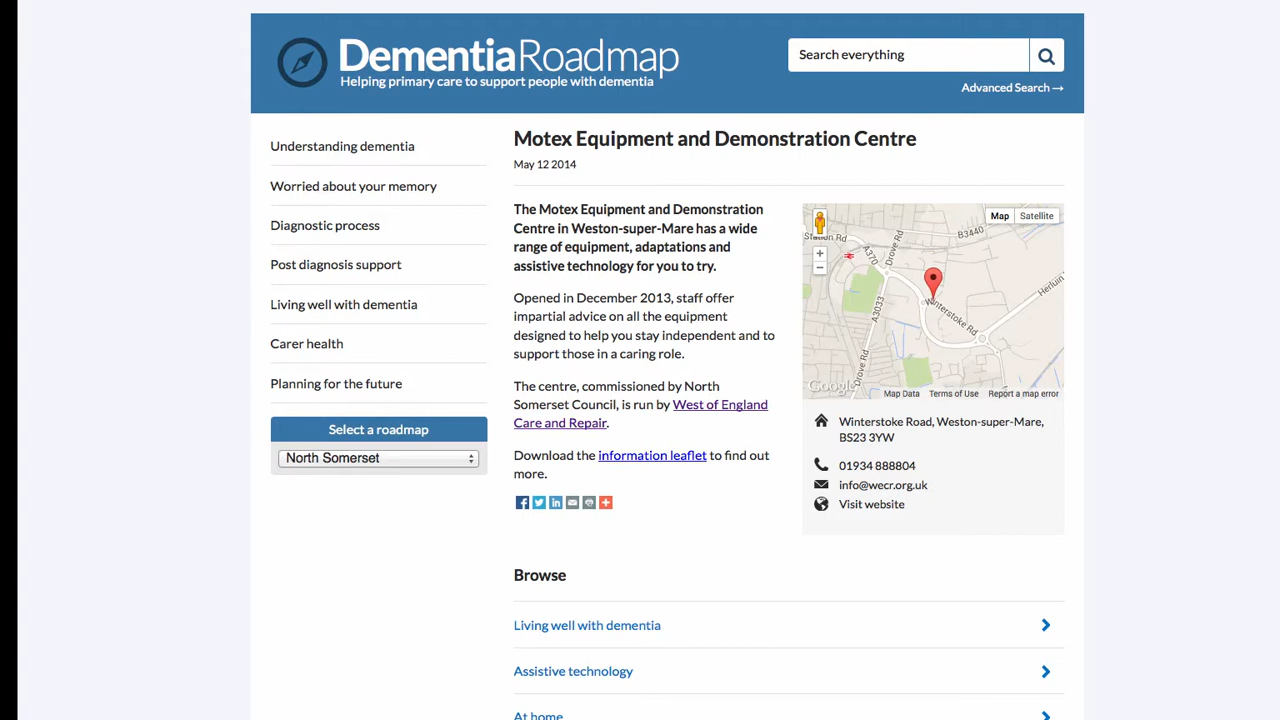 DementiaRoadmap
Helping primary care to support people with dementia
Search everything
Advanced Search →
Understanding dementia
Worried about your memory
Diagnostic process
Post diagnosis support
Living well with dementia
Carer health
Planning for the future
Select a roadmap
North Somerset
Motex Equipment and Demonstration Centre
May 12 2014
The Motex Equipment and Demonstration
Centre in Weston-super-Mare has a wide
range of equipment, adaptations and
assistive technology for you to try.
Opened in December 2013, staff offer
impartial advice on all the equipment
designed to help you stay independent and to
support those in a caring role.
The centre, commissioned by North
Somerset Council, is run by West of England
Care and Repair.
Download the information leaflet to find out
more.
Map Satellite
Station Rd
A370
Drove Rd
B3440
A3033
Winterstoke Rd
Drove Rd
Google
Map Data Terms of Use Report a map error
Winterstoke Road, Weston-super-Mare,
BS23 3YW
01934 888804
info@wecr.org.uk
Visit website
Browse
Living well with dementia
Assistive technology
At home